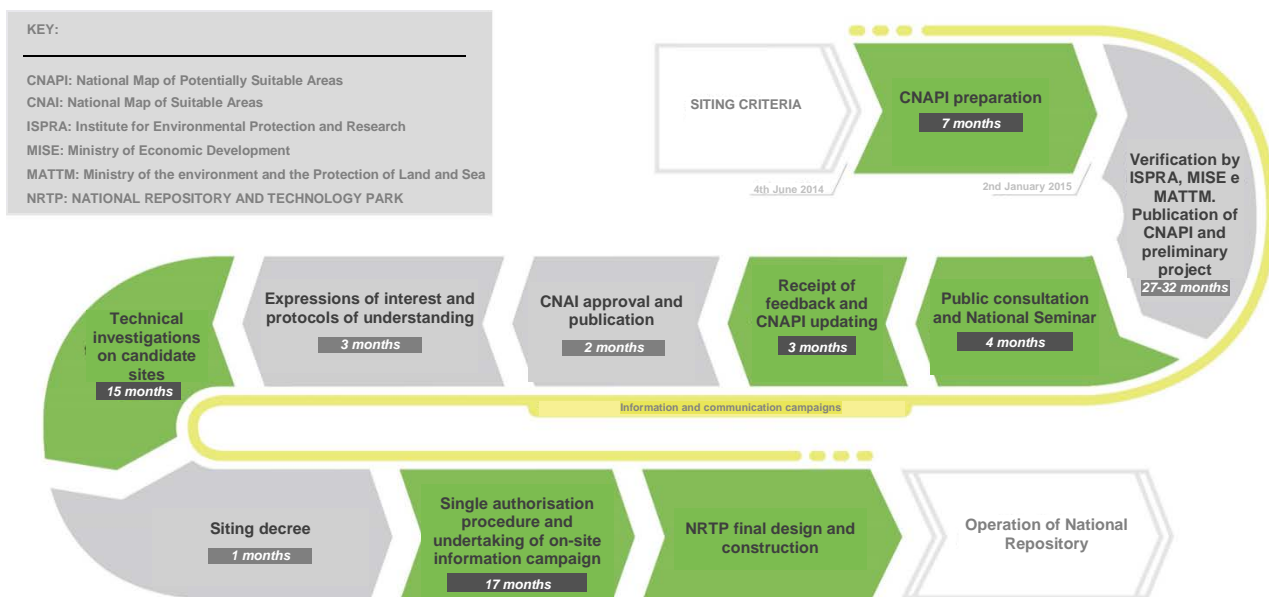 KEY:
CNAPI: National Map of Potentially Suitable Areas
CNAI: National Map of Suitable Areas
ISPRA: Institute for Environmental Protection and Research
MISE: Ministry of Economic Development
MATTM: Ministry of the environment and the Protection of Land and Sea
NRTP: NATIONAL REPOSITORY AND TECHNOLOGY PARK
SITING CRITERIA
4th June 2014
CNAPI preparation
7 months
2nd January 2015
Verification by
ISPRA, MISE e
MATTM.
Publication of
CNAPI and
preliminary
project
27-32 months
Public consultation
and National Seminar
4 months
Receipt of
feedback and
CNAPI updating
3 months
CNAI approval and
publication
2 months
Expressions of interest and
protocols of understanding
3 months
Technical
investigations
on candidate
sites
15 months
Information and communication campaigns
Siting decree
1 months
Single authorisation
procedure and
undertaking of on-site
information campaign
17 months
NRTP final design and
construction
Operation of National
Repository